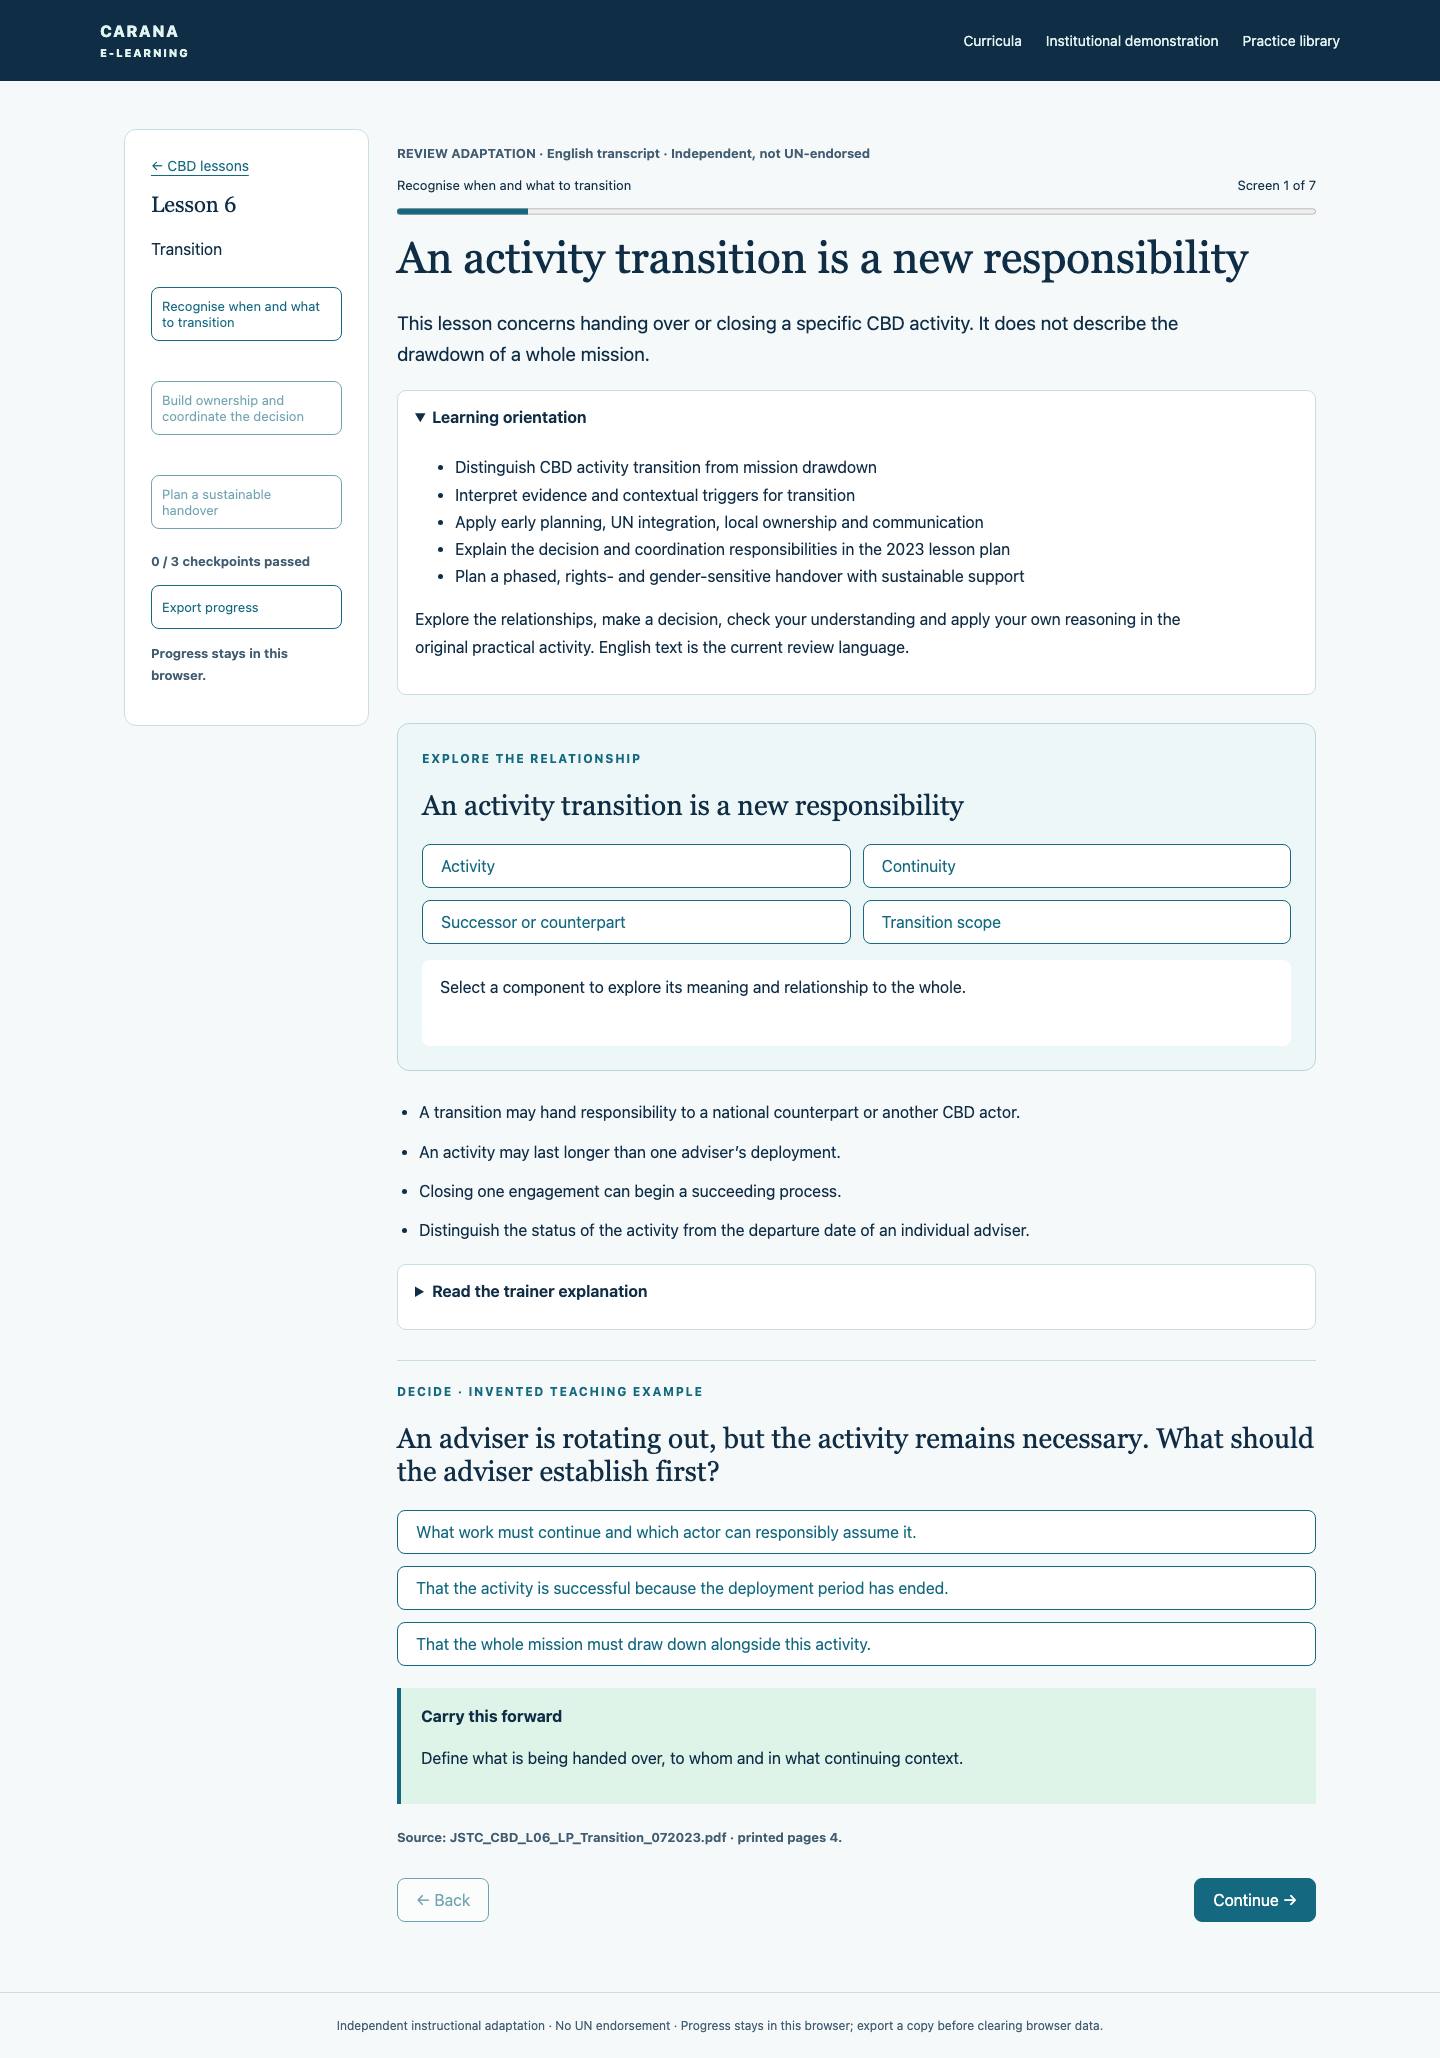 CARANA
E-LEARNING
Curricula
Institutional demonstration
Practice library
← CBD lessons
Lesson 6
Transition
Recognise when and what
to transition
Build ownership and
coordinate the decision
Plan a sustainable
handover
0 / 3 checkpoints passed
Export progress
Progress stays in this
browser.
REVIEW ADAPTATION · English transcript · Independent, not UN-endorsed
Recognise when and what to transition
Screen 1 of 7
An activity transition is a new responsibility
This lesson concerns handing over or closing a specific CBD activity. It does not describe the
drawdown of a whole mission.
▼ Learning orientation
• Distinguish CBD activity transition from mission drawdown
• Interpret evidence and contextual triggers for transition
• Apply early planning, UN integration, local ownership and communication
• Explain the decision and coordination responsibilities in the 2023 lesson plan
• Plan a phased, rights- and gender-sensitive handover with sustainable support
Explore the relationships, make a decision, check your understanding and apply your own reasoning in the
original practical activity. English text is the current review language.
EXPLORE THE RELATIONSHIP
An activity transition is a new responsibility
Activity
Continuity
Successor or counterpart
Transition scope
Select a component to explore its meaning and relationship to the whole.
• A transition may hand responsibility to a national counterpart or another CBD actor.
• An activity may last longer than one adviser’s deployment.
• Closing one engagement can begin a succeeding process.
• Distinguish the status of the activity from the departure date of an individual adviser.
▶ Read the trainer explanation
DECIDE · INVENTED TEACHING EXAMPLE
An adviser is rotating out, but the activity remains necessary. What should
the adviser establish first?
What work must continue and which actor can responsibly assume it.
That the activity is successful because the deployment period has ended.
That the whole mission must draw down alongside this activity.
Carry this forward
Define what is being handed over, to whom and in what continuing context.
Source: JSTC_CBD_L06_LP_Transition_072023.pdf · printed pages 4.
← Back
Continue →
Independent instructional adaptation · No UN endorsement · Progress stays in this browser; export a copy before clearing browser data.